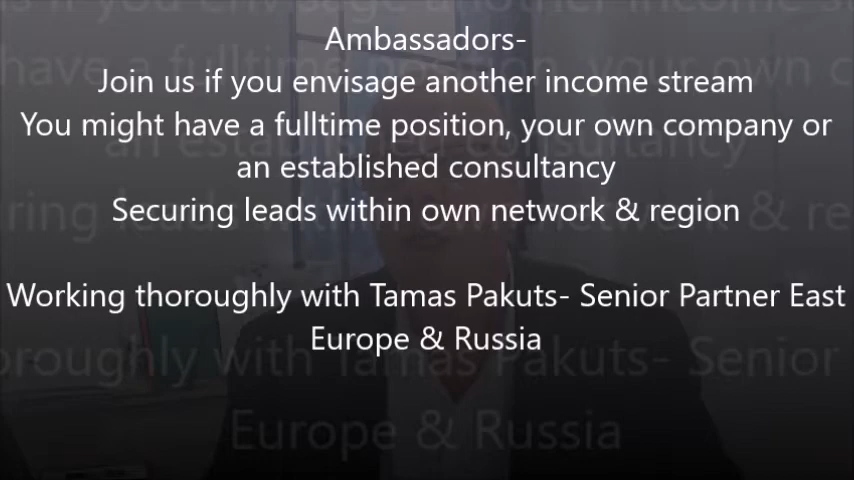 Ambassadors-
Join us if you envisage another income stream
You might have a fulltime position, your own company or
an established consultancy
Securing leads within own network & region
Working thoroughly with Tamas Pakuts- Senior Partner East
Europe & Russia